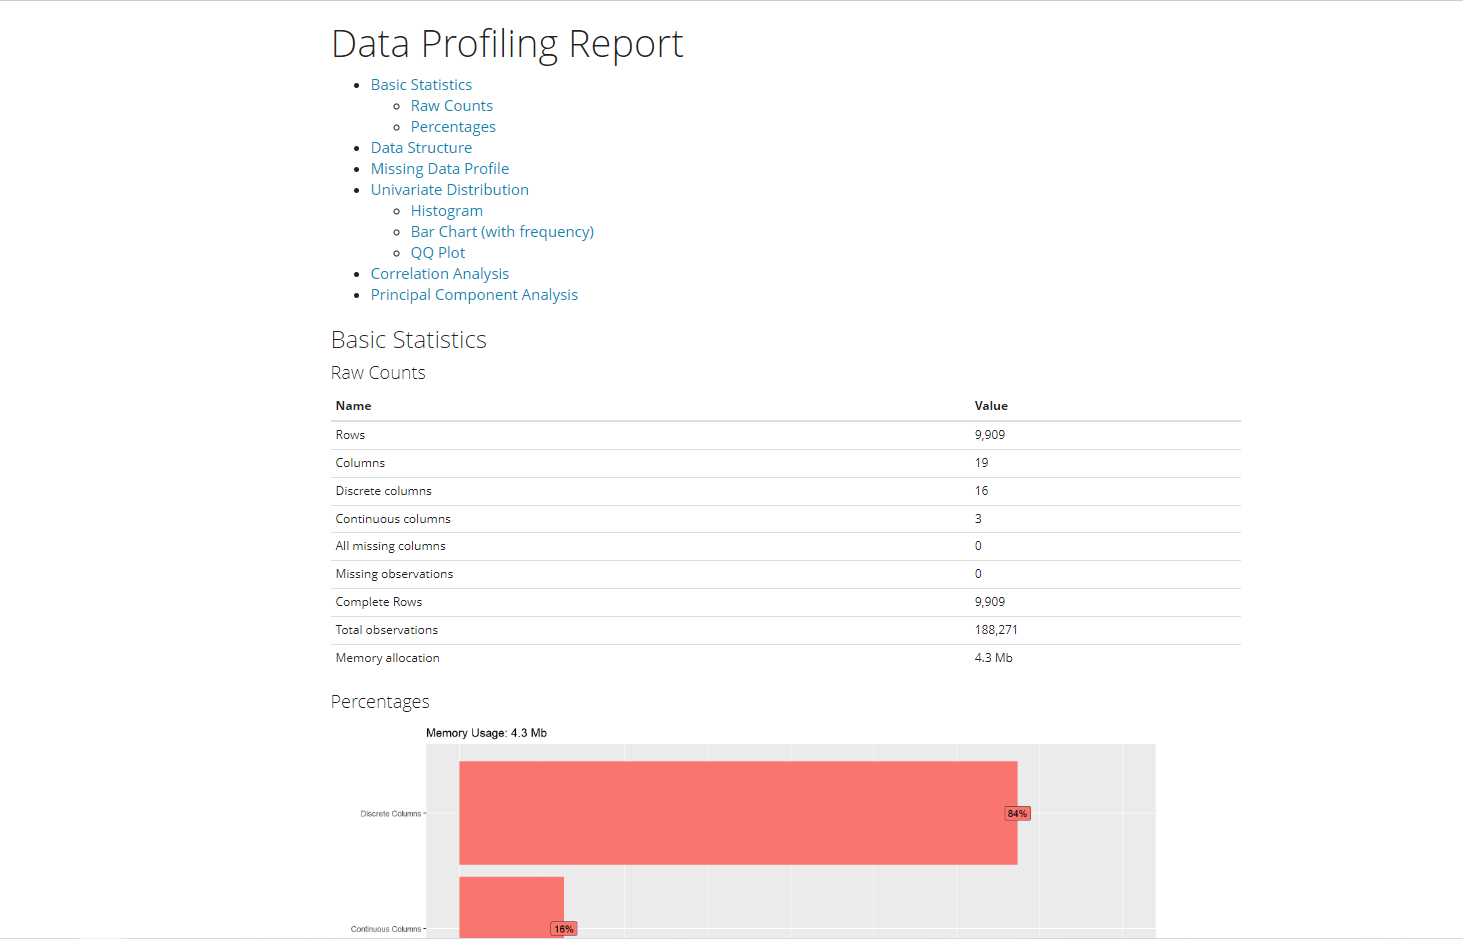 Data Profiling Report
Basic Statistics
Raw Counts
Percentages
Data Structure
Missing Data Profile
Univariate Distribution
Histogram
Bar Chart (with frequency)
QQ Plot
Correlation Analysis
Principal Component Analysis
Basic Statistics
Raw Counts
Name Value
Rows 9,909
Columns 19
Discrete columns 16
Continuous columns 3
All missing columns 0
Missing observations 0
Complete Rows 9,909
Total observations 188,271
Memory allocation 4.3 Mb
Percentages
Memory Usage: 4.3 Mb
Discrete Columns 84%
Continuous Columns 16%